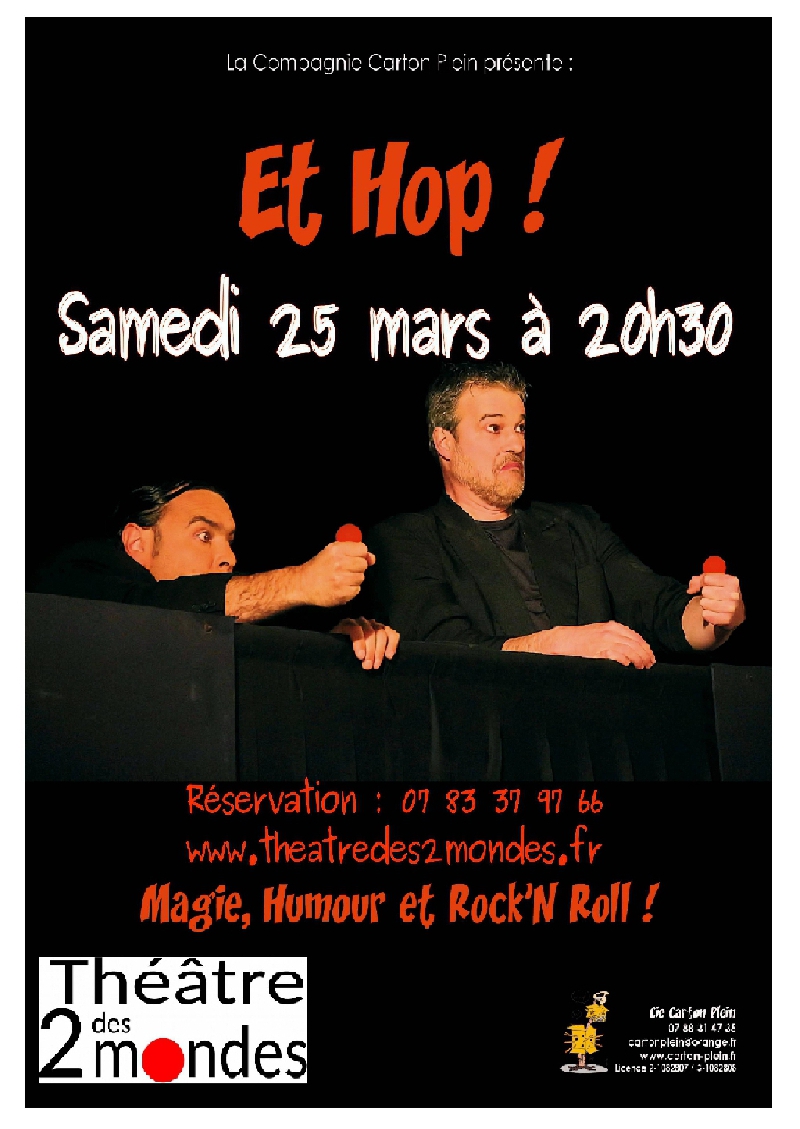 La Compagnie Carton Plein présente :
Et Hop !
Samedi 25 mars à 20h30
Réservation : 07 83 37 97 66
www.theatredes2mondes.fr
Magie, Humour et Rock'N Roll !
Théâtre
2 des
mondes
Cie Carton Plein
www.carton-plein.fr
Licence